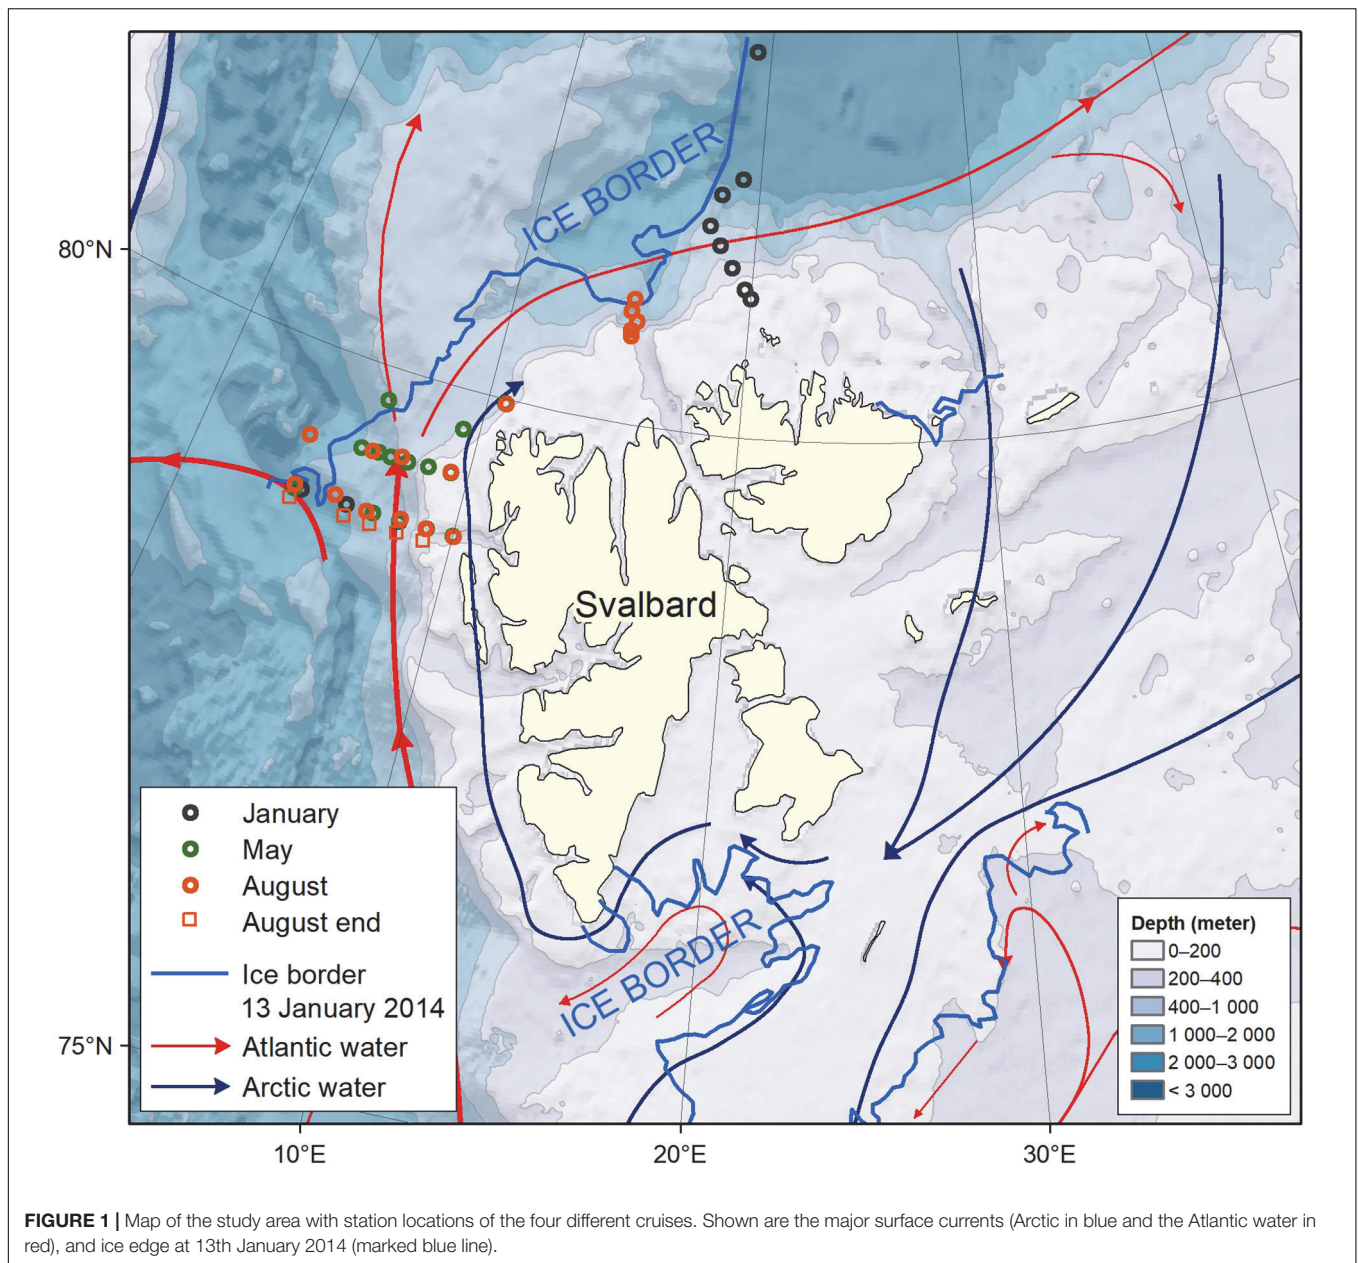 ICE BORDER
80°N
Svalbard
January
May
August
August end
Ice border
13 January 2014
Atlantic water
Arctic water
ICE BORDER
Depth (meter)
0–200
200–400
400–1 000
1 000–2 000
2 000–3 000
< 3 000
75°N
10°E
20°E
30°E
FIGURE 1 | Map of the study area with station locations of the four different cruises. Shown are the major surface currents (Arctic in blue and the Atlantic water in
red), and ice edge at 13th January 2014 (marked blue line).